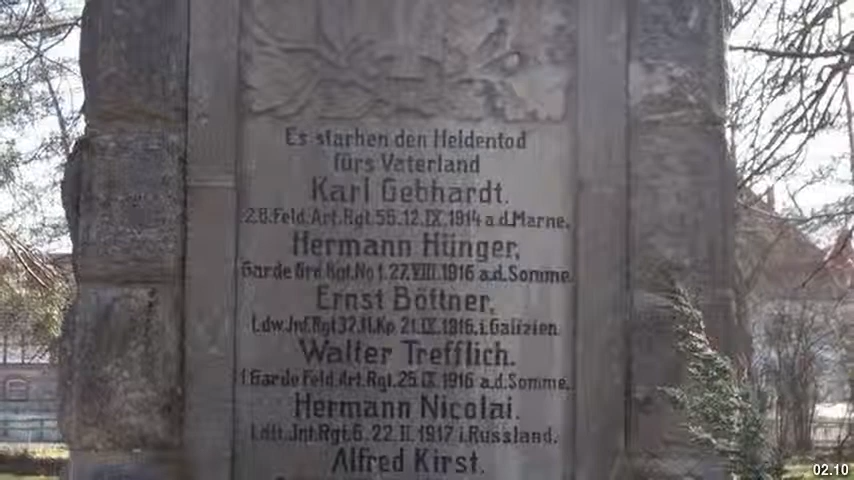 Es starben den Heldentod
fürs Vaterland
Karl Gebhardt.
2.B.Feld.Art.Rgt.55.12.IX.1914 a.d.Marne.
Hermann Hünger,
Garde Gre.Rgt.No 1.27.VIII.1916 a.d.Somme.
Ernst Böttner,
Ldw.Inf.Rgt.32.11.Kp. 21.IX.1916.i.Galizien.
Walter Trefflich.
1.Garde Feld.Art.Rgt.25.IX.1916 a.d.Somme.
Hermann Nicolai.
Inf.Rgt.6. 22.II.1917 i.Russland.
Alfred Kirst.
02.10